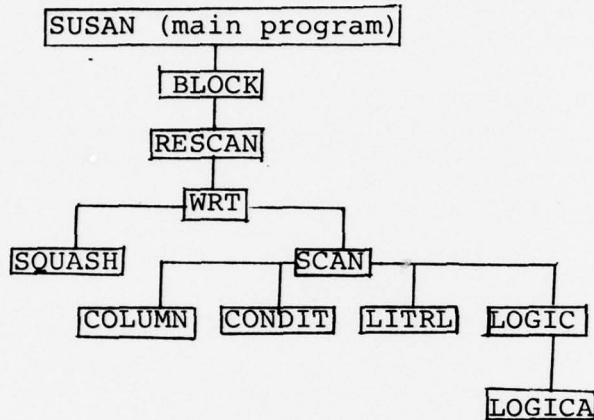 SUSAN (main program)
BLOCK
RESCAN
WRT
SQUASH SCAN
COLUMN CONDIT LITRL LOGIC
LOGICA